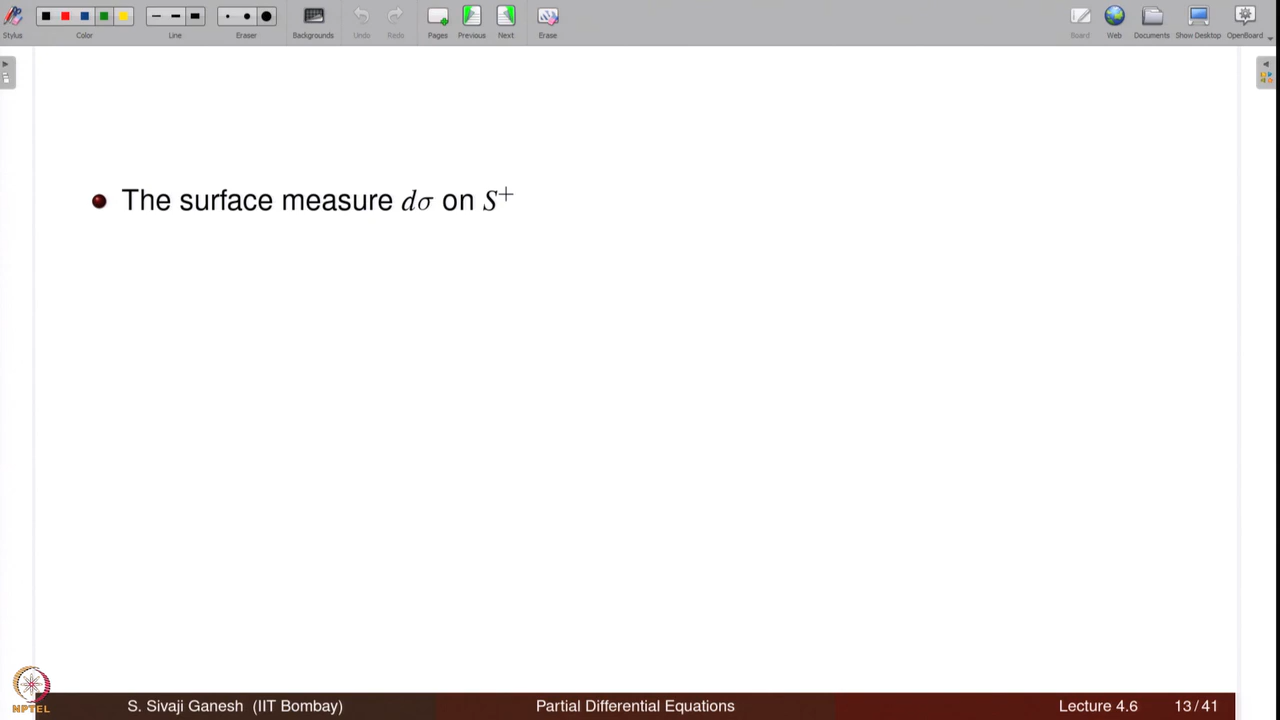 Stylus Color Line Eraser Backgrounds Undo Redo Pages Previous Next Erase Board Web Documents Show Desktop OpenBoard
The surface measure dσ on S⁺
NPTEL
S. Sivaji Ganesh (IIT Bombay) Partial Differential Equations Lecture 4.6 13/41